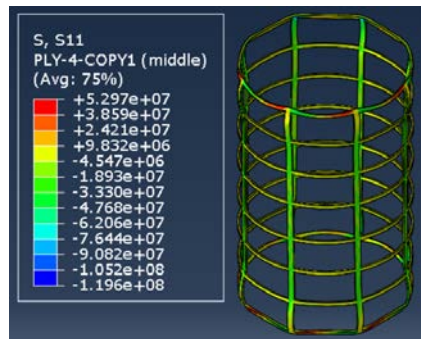 S, S11
PLY-4-COPY1 (middle)
(Avg: 75%)
+5.297e+07
+3.859e+07
+2.421e+07
+9.832e+06
-4.547e+06
-1.893e+07
-3.330e+07
-4.768e+07
-6.206e+07
-7.644e+07
-9.082e+07
-1.052e+08
-1.196e+08